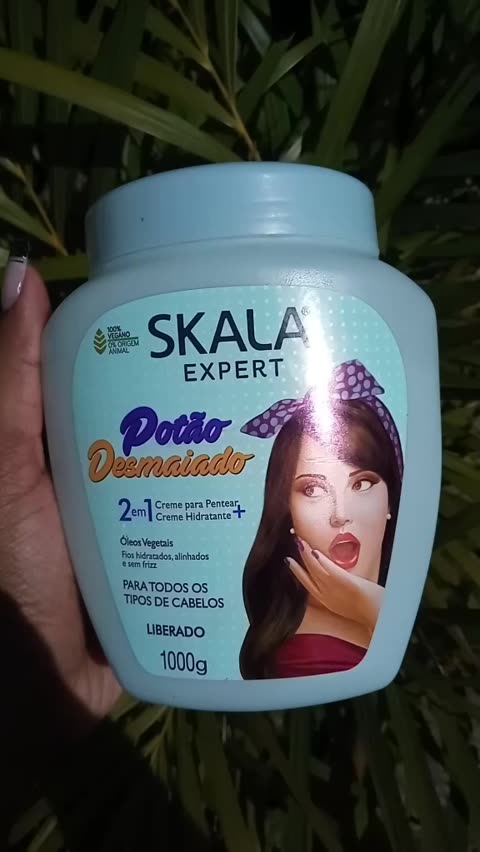 100%
VEGANO
0% ORIGEM
ANIMAL
SKALA®
EXPERT
Potão
Desmaiado
2em1 Creme para Pentear
Creme Hidratante +
Óleos Vegetais
Fios hidratados, alinhados
e sem frizz
PARA TODOS OS
TIPOS DE CABELOS
LIBERADO
1000g